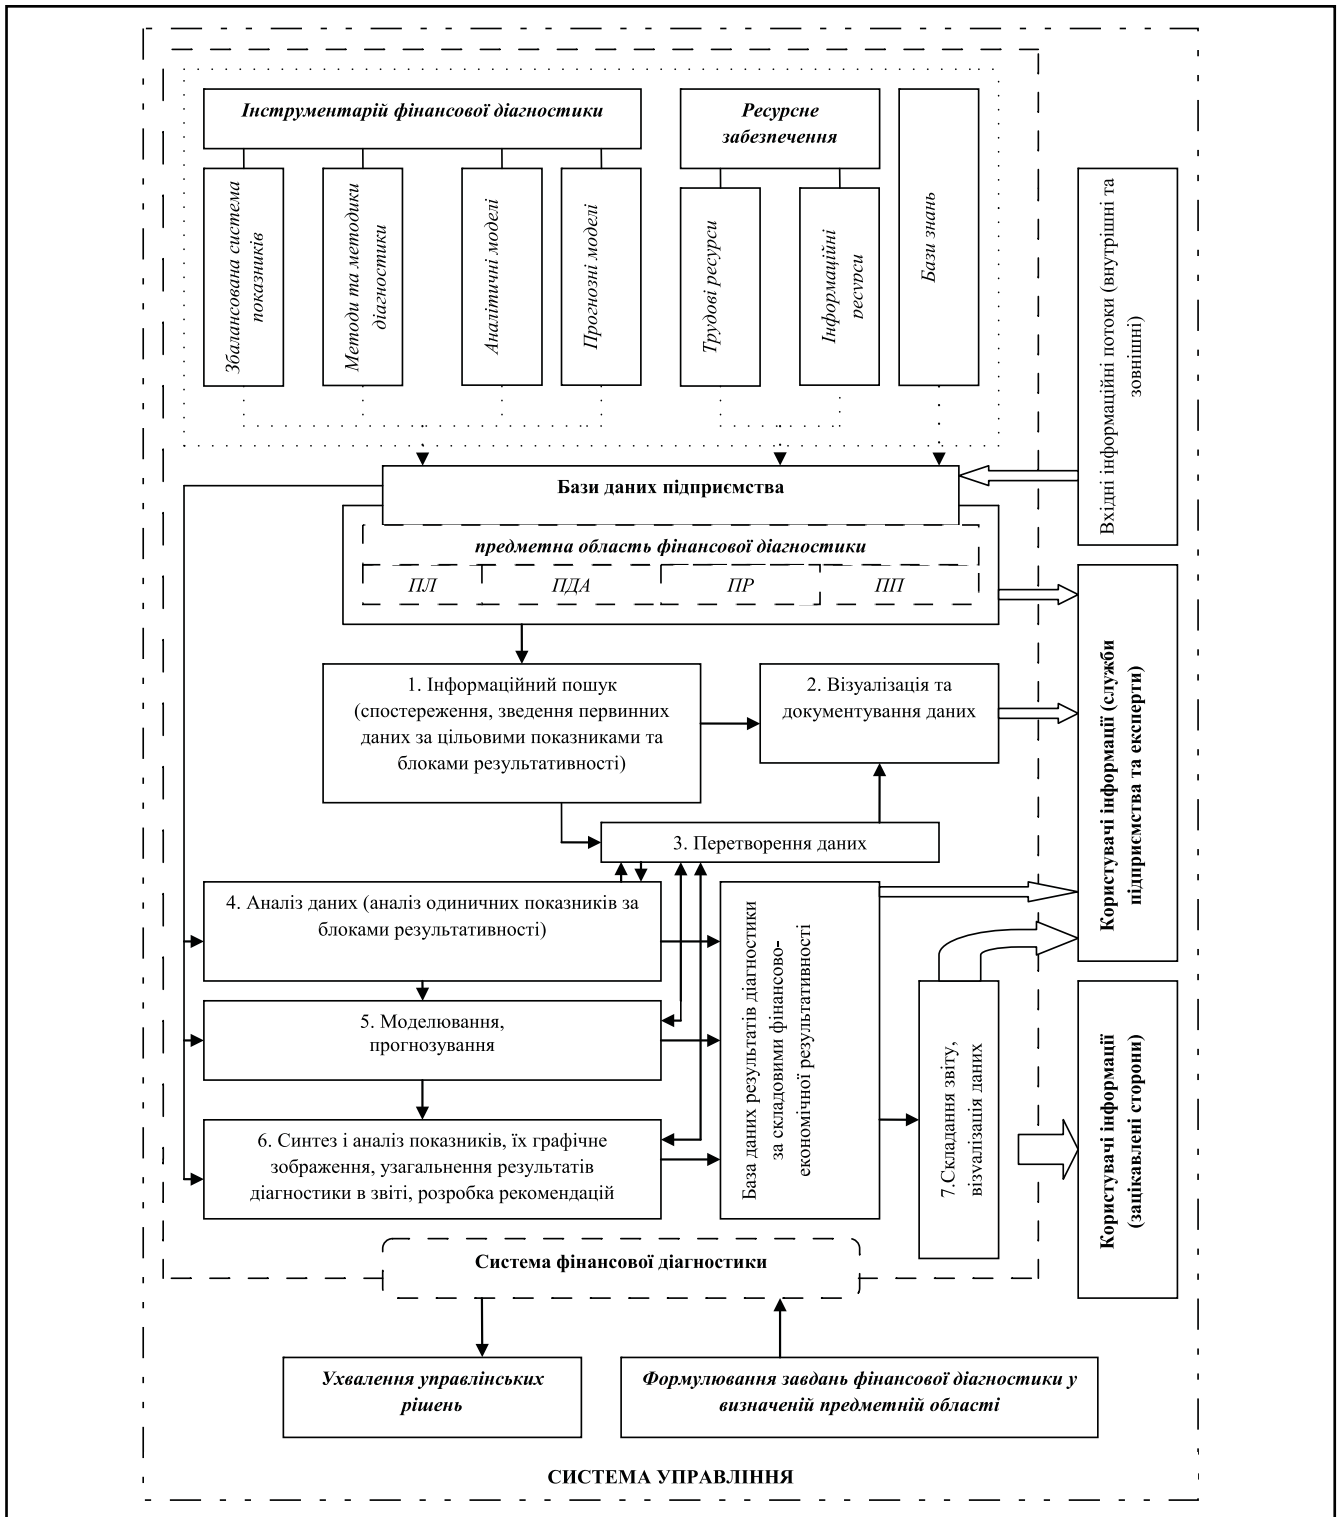 Інструментарій фінансової діагностики
Ресурсне
забезпечення
Збалансована система
показників
Методи та методики
діагностики
Аналітичні моделі
Прогнозні моделі
Трудові ресурси
Інформаційні
ресурси
Бази знань
Вхідні інформаційні потоки (внутрішні та
зовнішні)
Бази даних підприємства
предметна область фінансової діагностики
ПЛ
ПДА
ПР
ПП
1. Інформаційний пошук
(спостереження, зведення первинних
даних за цільовими показниками та
блоками результативності)
2. Візуалізація та
документування даних
Користувачі інформації (служби
підприємства та експерти)
3. Перетворення даних
4. Аналіз даних (аналіз одиничних показників за
блоками результативності)
5. Моделювання,
прогнозування
6. Синтез і аналіз показників, їх графічне
зображення, узагальнення результатів
діагностики в звіті, розробка рекомендацій
База даних результатів діагностики
за складовими фінансово-
економічної результативності
7.Складання звіту,
візуалізація даних
Користувачі інформації
(зацікавлені сторони)
Система фінансової діагностики
Ухвалення управлінських
рішень
Формулювання завдань фінансової діагностики у
визначеній предметній області
СИСТЕМА УПРАВЛІННЯ